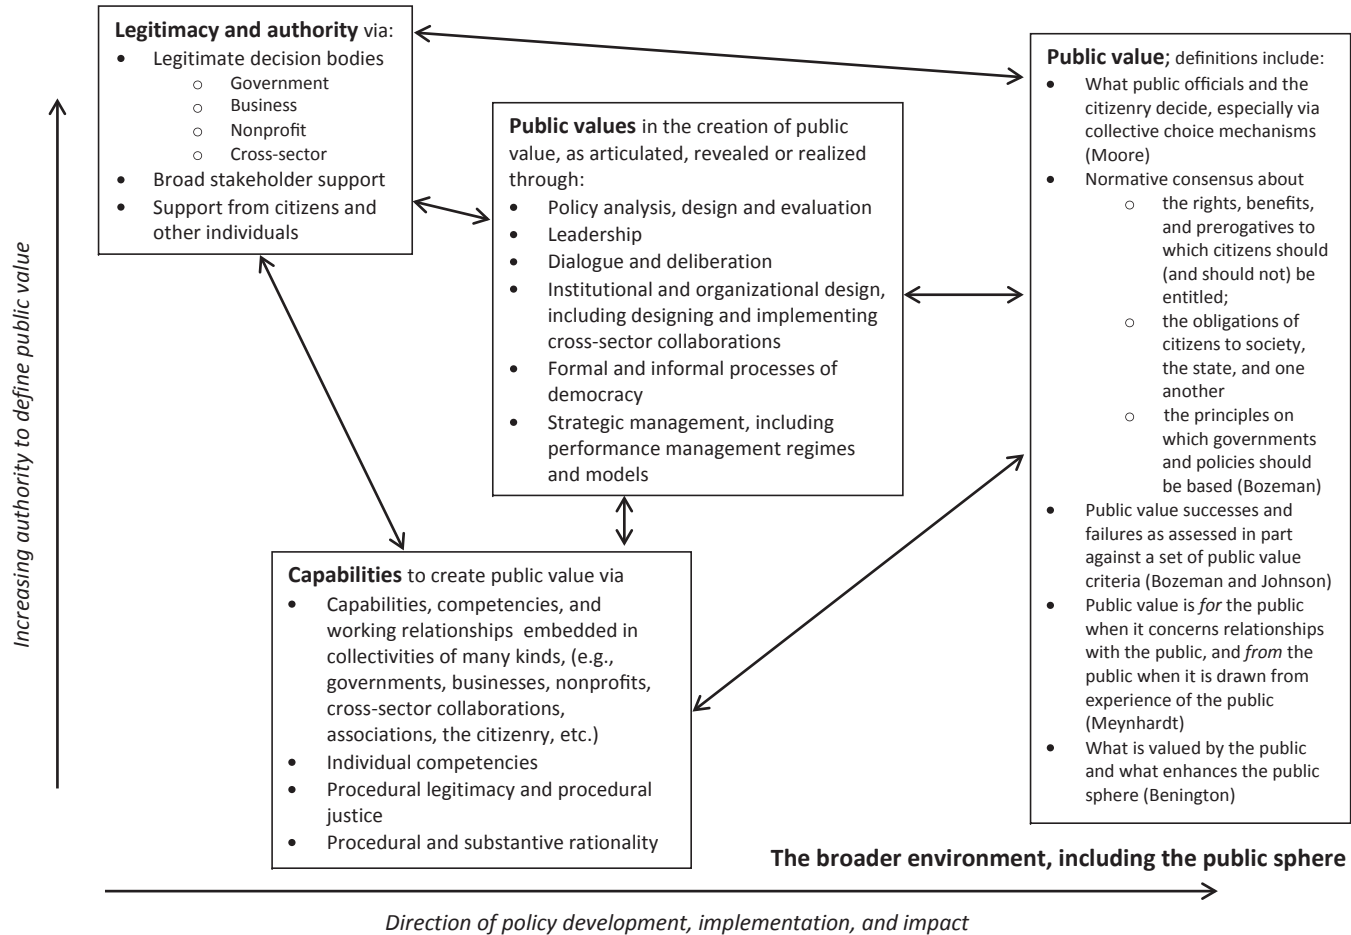 Legitimacy and authority via:
• Legitimate decision bodies
○ Government
○ Business
○ Nonprofit
○ Cross-sector
• Broad stakeholder support
• Support from citizens and
other individuals
Public values in the creation of public
value, as articulated, revealed or realized
through:
• Policy analysis, design and evaluation
• Leadership
• Dialogue and deliberation
• Institutional and organizational design,
including designing and implementing
cross-sector collaborations
• Formal and informal processes of
democracy
• Strategic management, including
performance management regimes
and models
Capabilities to create public value via
• Capabilities, competencies, and
working relationships embedded in
collectivities of many kinds, (e.g.,
governments, businesses, nonprofits,
cross-sector collaborations,
associations, the citizenry, etc.)
• Individual competencies
• Procedural legitimacy and procedural
justice
• Procedural and substantive rationality
Public value; definitions include:
• What public officials and the
citizenry decide, especially via
collective choice mechanisms
(Moore)
• Normative consensus about
○ the rights, benefits,
and prerogatives to
which citizens should
(and should not) be
entitled;
○ the obligations of
citizens to society,
the state, and one
another
○ the principles on
which governments
and policies should
be based (Bozeman)
• Public value successes and
failures as assessed in part
against a set of public value
criteria (Bozeman and Johnson)
• Public value is for the public
when it concerns relationships
with the public, and from the
public when it is drawn from
experience of the public
(Meynhardt)
• What is valued by the public
and what enhances the public
sphere (Benington)
Increasing authority to define public value
The broader environment, including the public sphere
Direction of policy development, implementation, and impact